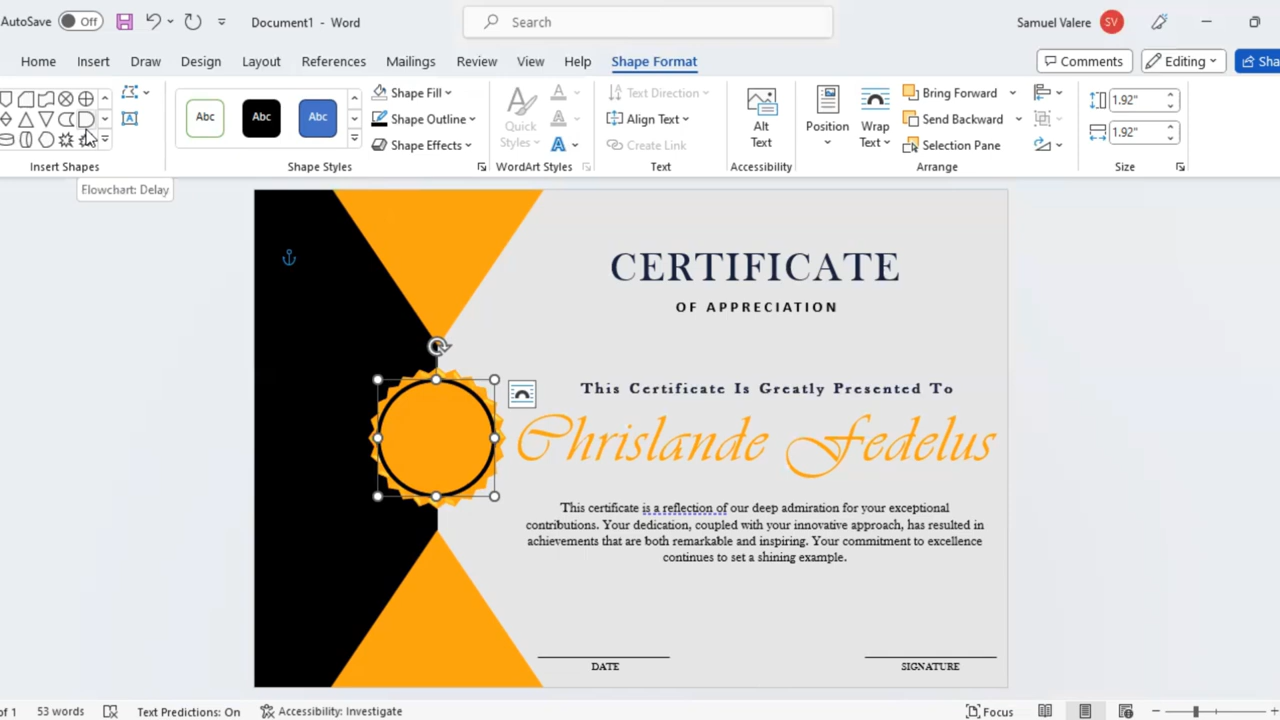 AutoSave Off Document1 - Word Search Samuel Valere SV
Home Insert Draw Design Layout References Mailings Review View Help Shape Format Comments Editing Sha
Abc Abc Abc
Shape Fill
Shape Outline
Shape Effects
Quick
Styles
Text Direction
Align Text
Create Link
Alt
Text
Position
Wrap
Text
Bring Forward
Send Backward
Selection Pane
1.92"
1.92"
Insert Shapes Shape Styles WordArt Styles Text Accessibility Arrange Size
Flowchart: Delay
CERTIFICATE
OF APPRECIATION
This Certificate Is Greatly Presented To
Chrislande Fedelus
This certificate is a reflection of our deep admiration for your exceptional
contributions. Your dedication, coupled with your innovative approach, has resulted in
achievements that are both remarkable and inspiring. Your commitment to excellence
continues to set a shining example.
DATE SIGNATURE
of 1 53 words Text Predictions: On Accessibility: Investigate Focus